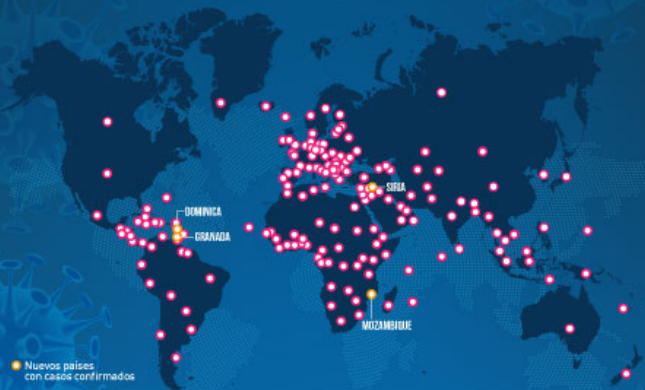 DOMINICA
SIRIA
GRANADA
MOZAMBIQUE
Nuevos países
con casos confirmados